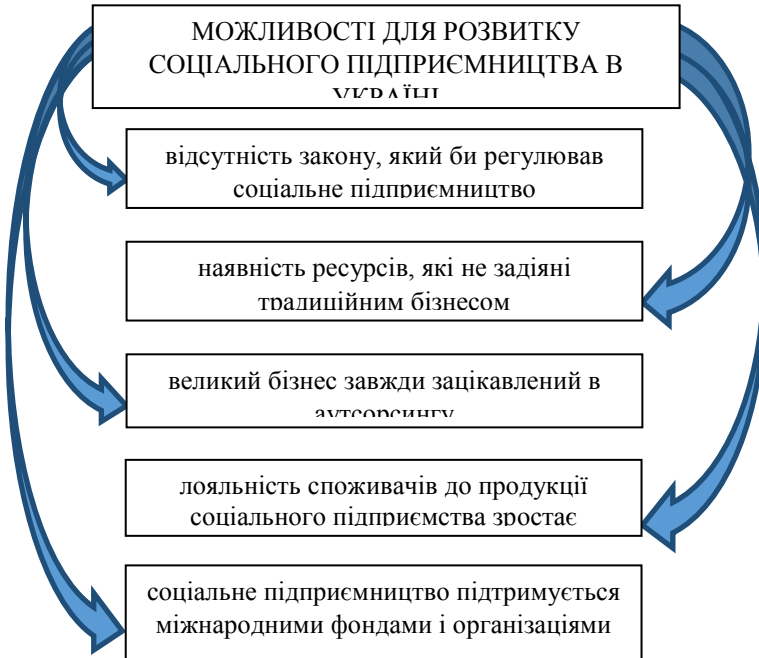 МОЖЛИВОСТІ ДЛЯ РОЗВИТКУ
СОЦІАЛЬНОГО ПІДПРИЄМНИЦТВА В
УКРАЇНІ
відсутність закону, який би регулював
соціальне підприємництво
наявність ресурсів, які не задіяні
традиційним бізнесом
великий бізнес завжди зацікавлений в
аутсорсингу
лояльність споживачів до продукції
соціального підприємства зростає
соціальне підприємництво підтримується
міжнародними фондами і організаціями